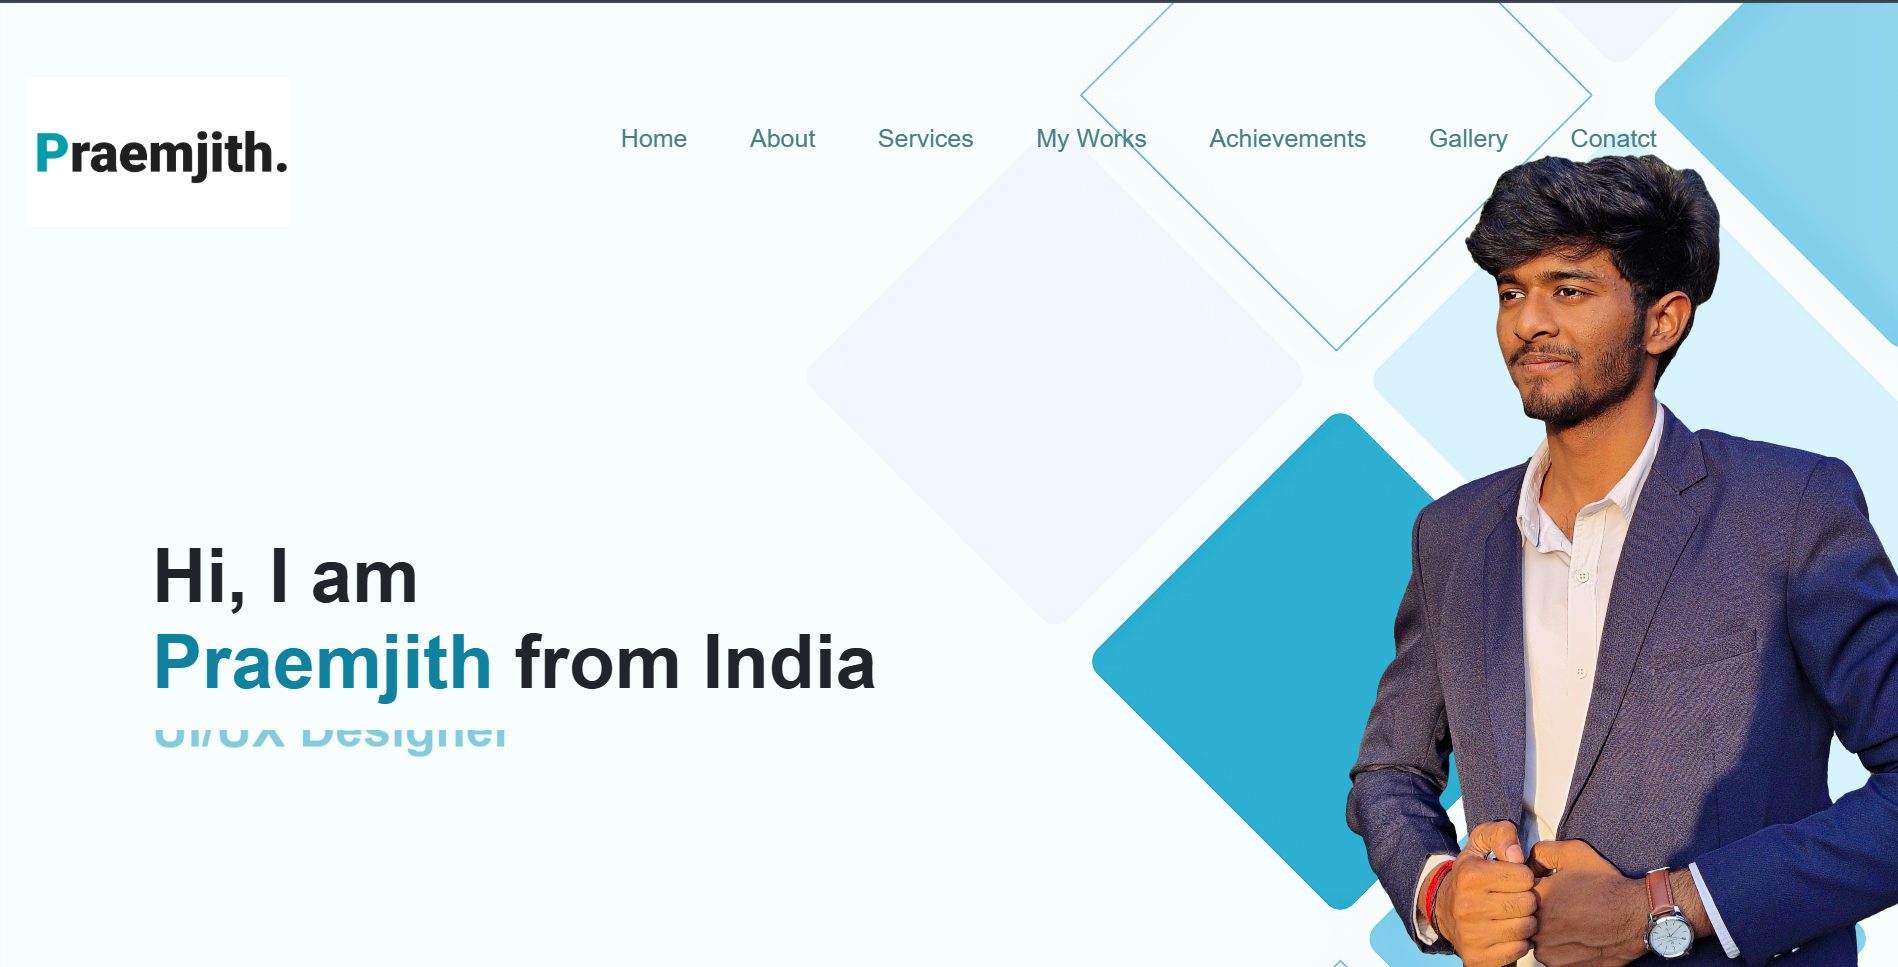 Praemjith.
Home About Services My Works Achievements Gallery Conatct
Hi, I am
Praemjith from India
UI/UX Designer